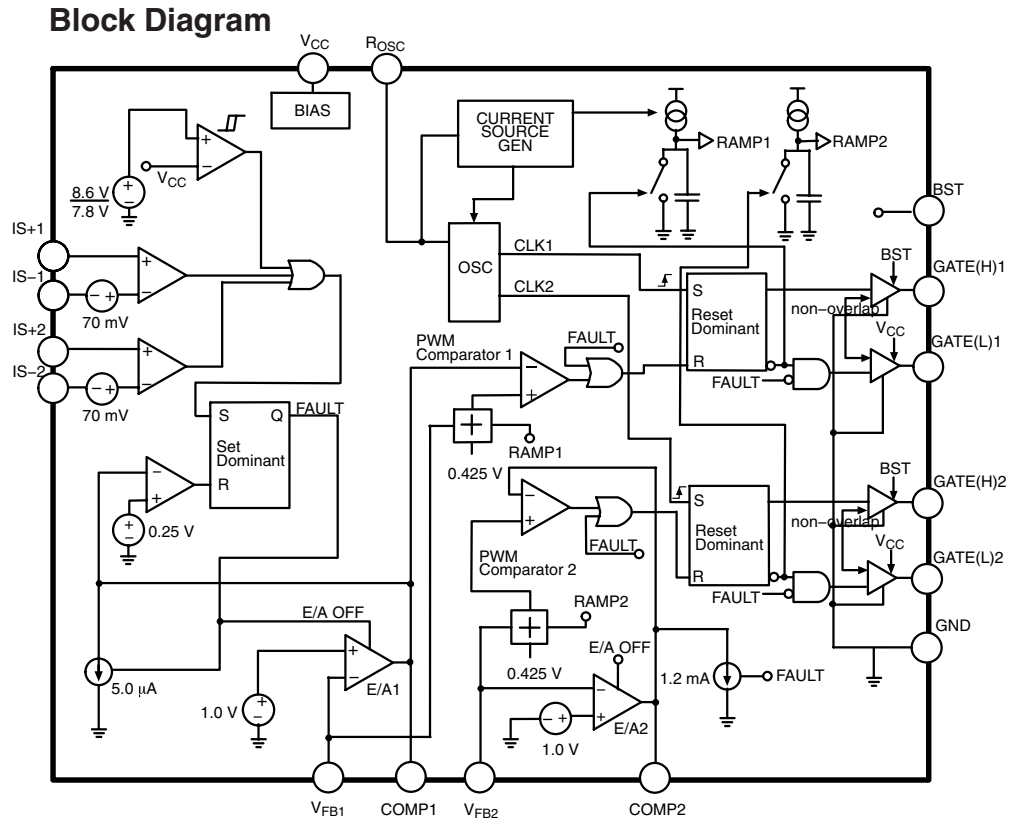 Block Diagram
VCC
ROSC
BIAS
CURRENT
SOURCE
GEN
RAMP1
RAMP2
+
−
VCC
+
−
8.6 V
7.8 V
BST
IS+1
IS−1
− +
70 mV
+
−
IS+2
IS−2
− +
70 mV
+
−
OSC
CLK1
CLK2
S
Reset
Dominant
R
FAULT
BST
non−overlap
VCC
GATE(H)1
GATE(L)1
PWM
Comparator 1
−
+
FAULT
+
RAMP1
0.425 V
S
Q
FAULT
Set
Dominant
R
−
+
+
−
0.25 V
−
+
FAULT
PWM
Comparator 2
S
Reset
Dominant
R
FAULT
BST
non−overlap
VCC
GATE(H)2
GATE(L)2
GND
+
RAMP2
0.425 V
E/A OFF
+
−
E/A1
5.0 μA
1.0 V
+
−
E/A OFF
−
+
E/A2
− +
1.0 V
1.2 mA
FAULT
VFB1
COMP1
VFB2
COMP2